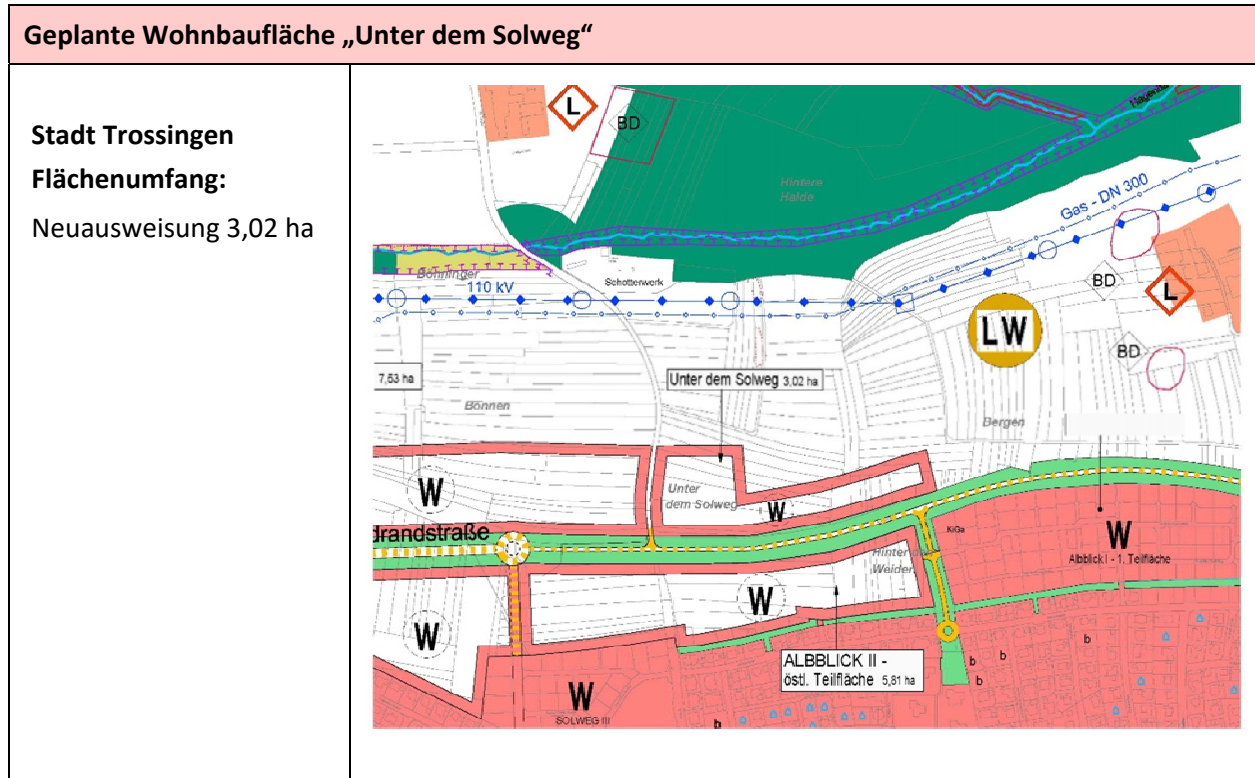 Geplante Wohnbaufläche „Unter dem Solweg“
Stadt Trossingen
Flächenumfang:
Neuausweisung 3,02 ha
L
BD
Hintere
Halde
Gas - DN 300
Schotterwerk
110 kV
BD
L
LW
BD
7,53 ha
Unter dem Solweg 3,02 ha
Bönnen
Bergen
W
Unter
dem Solweg
W
drandstraße
KiGa
W
Albblick I - 1. Teilfläche
W
W
ALBBLICK II -
östl. Teilfläche 5,81 ha
W
SOLWEG III
b
b
b
b
b